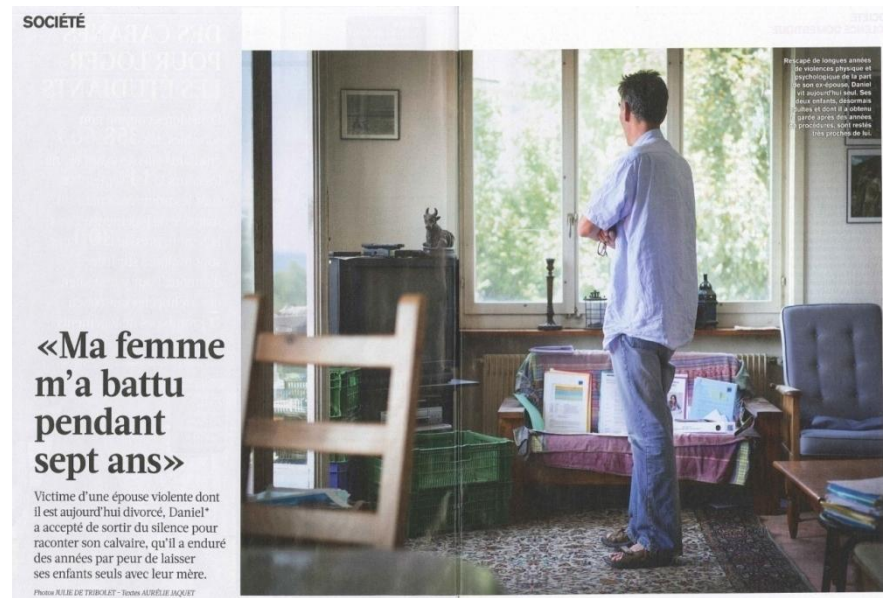 SOCIÉTÉ
«Ma femme
m'a battu
pendant
sept ans»
Victime d'une épouse violente dont
il est aujourd'hui divorcé, Daniel*
a accepté de sortir du silence pour
raconter son calvaire, qu'il a enduré
des années par peur de laisser
ses enfants seuls avec leur mère.
Photos JULIE DE TRIBOLET - Textes AURÉLIE JAQUET
Rescapé de longues années
de violences physique et
psychologique de la part
de son ex-épouse, Daniel
vit aujourd'hui seul. Ses
deux enfants, désormais
adultes et dont il a obtenu
garde après des années
procédures, sont restés
très proches de lui.